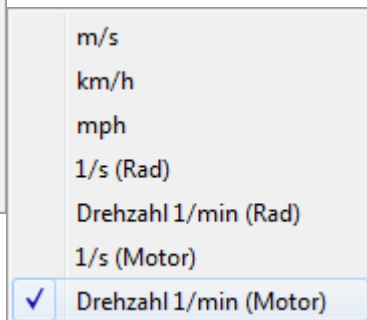 m/s
km/h
mph
1/s (Rad)
Drehzahl 1/min (Rad)
1/s (Motor)
Drehzahl 1/min (Motor)